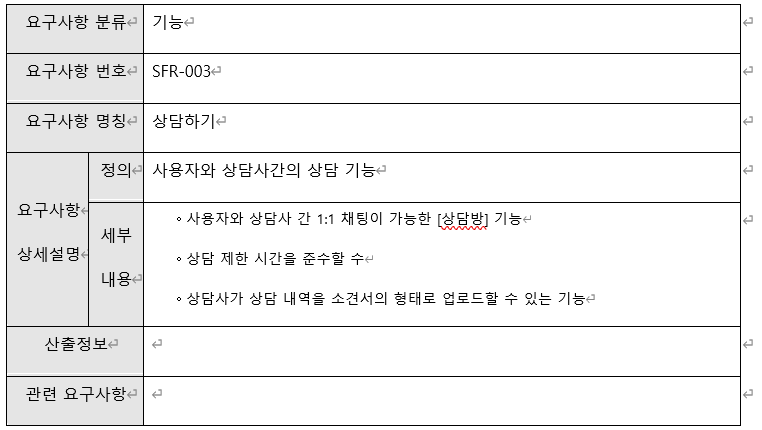 요구사항 분류 기능
요구사항 번호 SFR-003
요구사항 명칭 상담하기
요구사항 상세설명
정의 사용자와 상담사간의 상담 기능
세부 내용
◦ 사용자와 상담사 간 1:1 채팅이 가능한 [상담방] 기능
◦ 상담 제한 시간을 준수할 수
◦ 상담사가 상담 내역을 소견서의 형태로 업로드할 수 있는 기능
산출정보
관련 요구사항